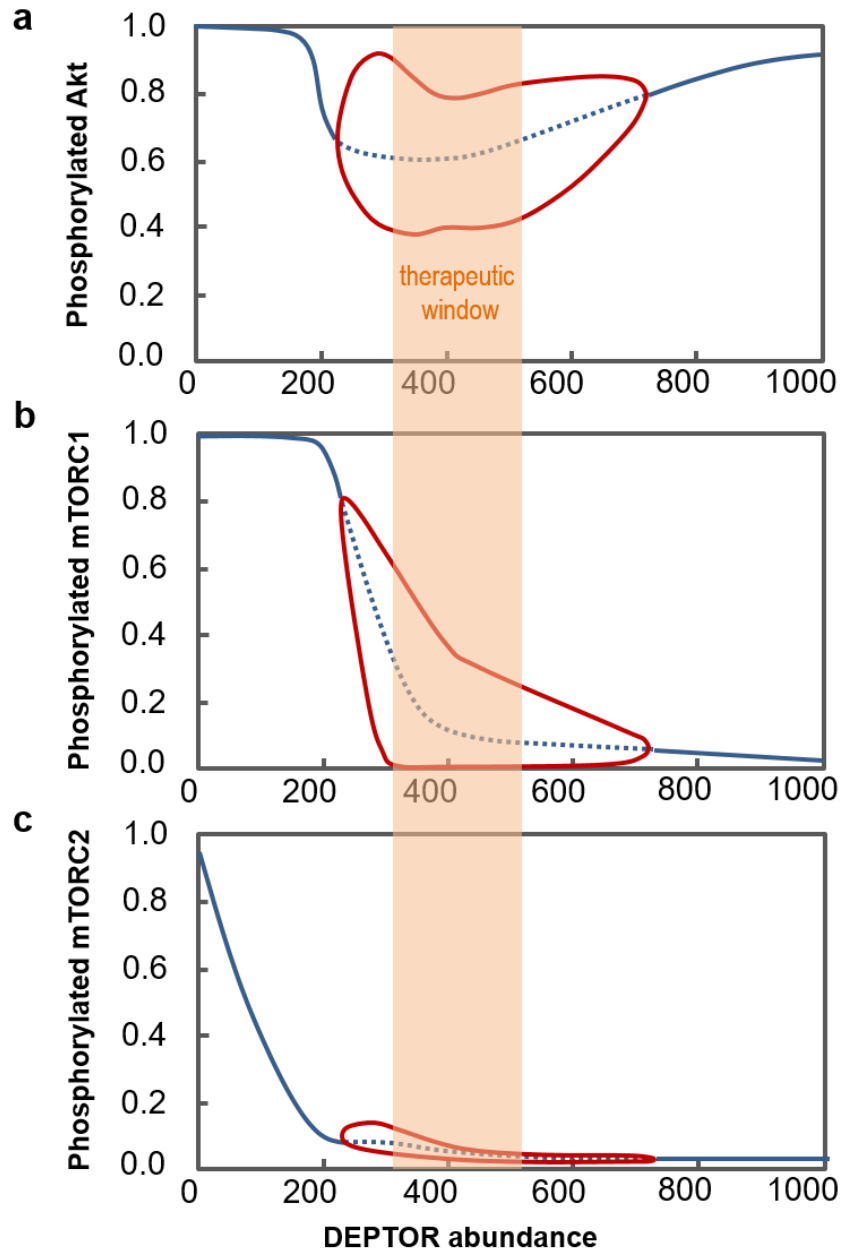 a
Phosphorylated Akt
1.0
0.8
0.6
0.4
0.2
0.0
therapeutic
window
0 200 400 600 800 1000
b
Phosphorylated mTORC1
1.0
0.8
0.6
0.4
0.2
0.0
0 200 400 600 800 1000
c
Phosphorylated mTORC2
1.0
0.8
0.6
0.4
0.2
0.0
0 200 400 600 800 1000
DEPTOR abundance